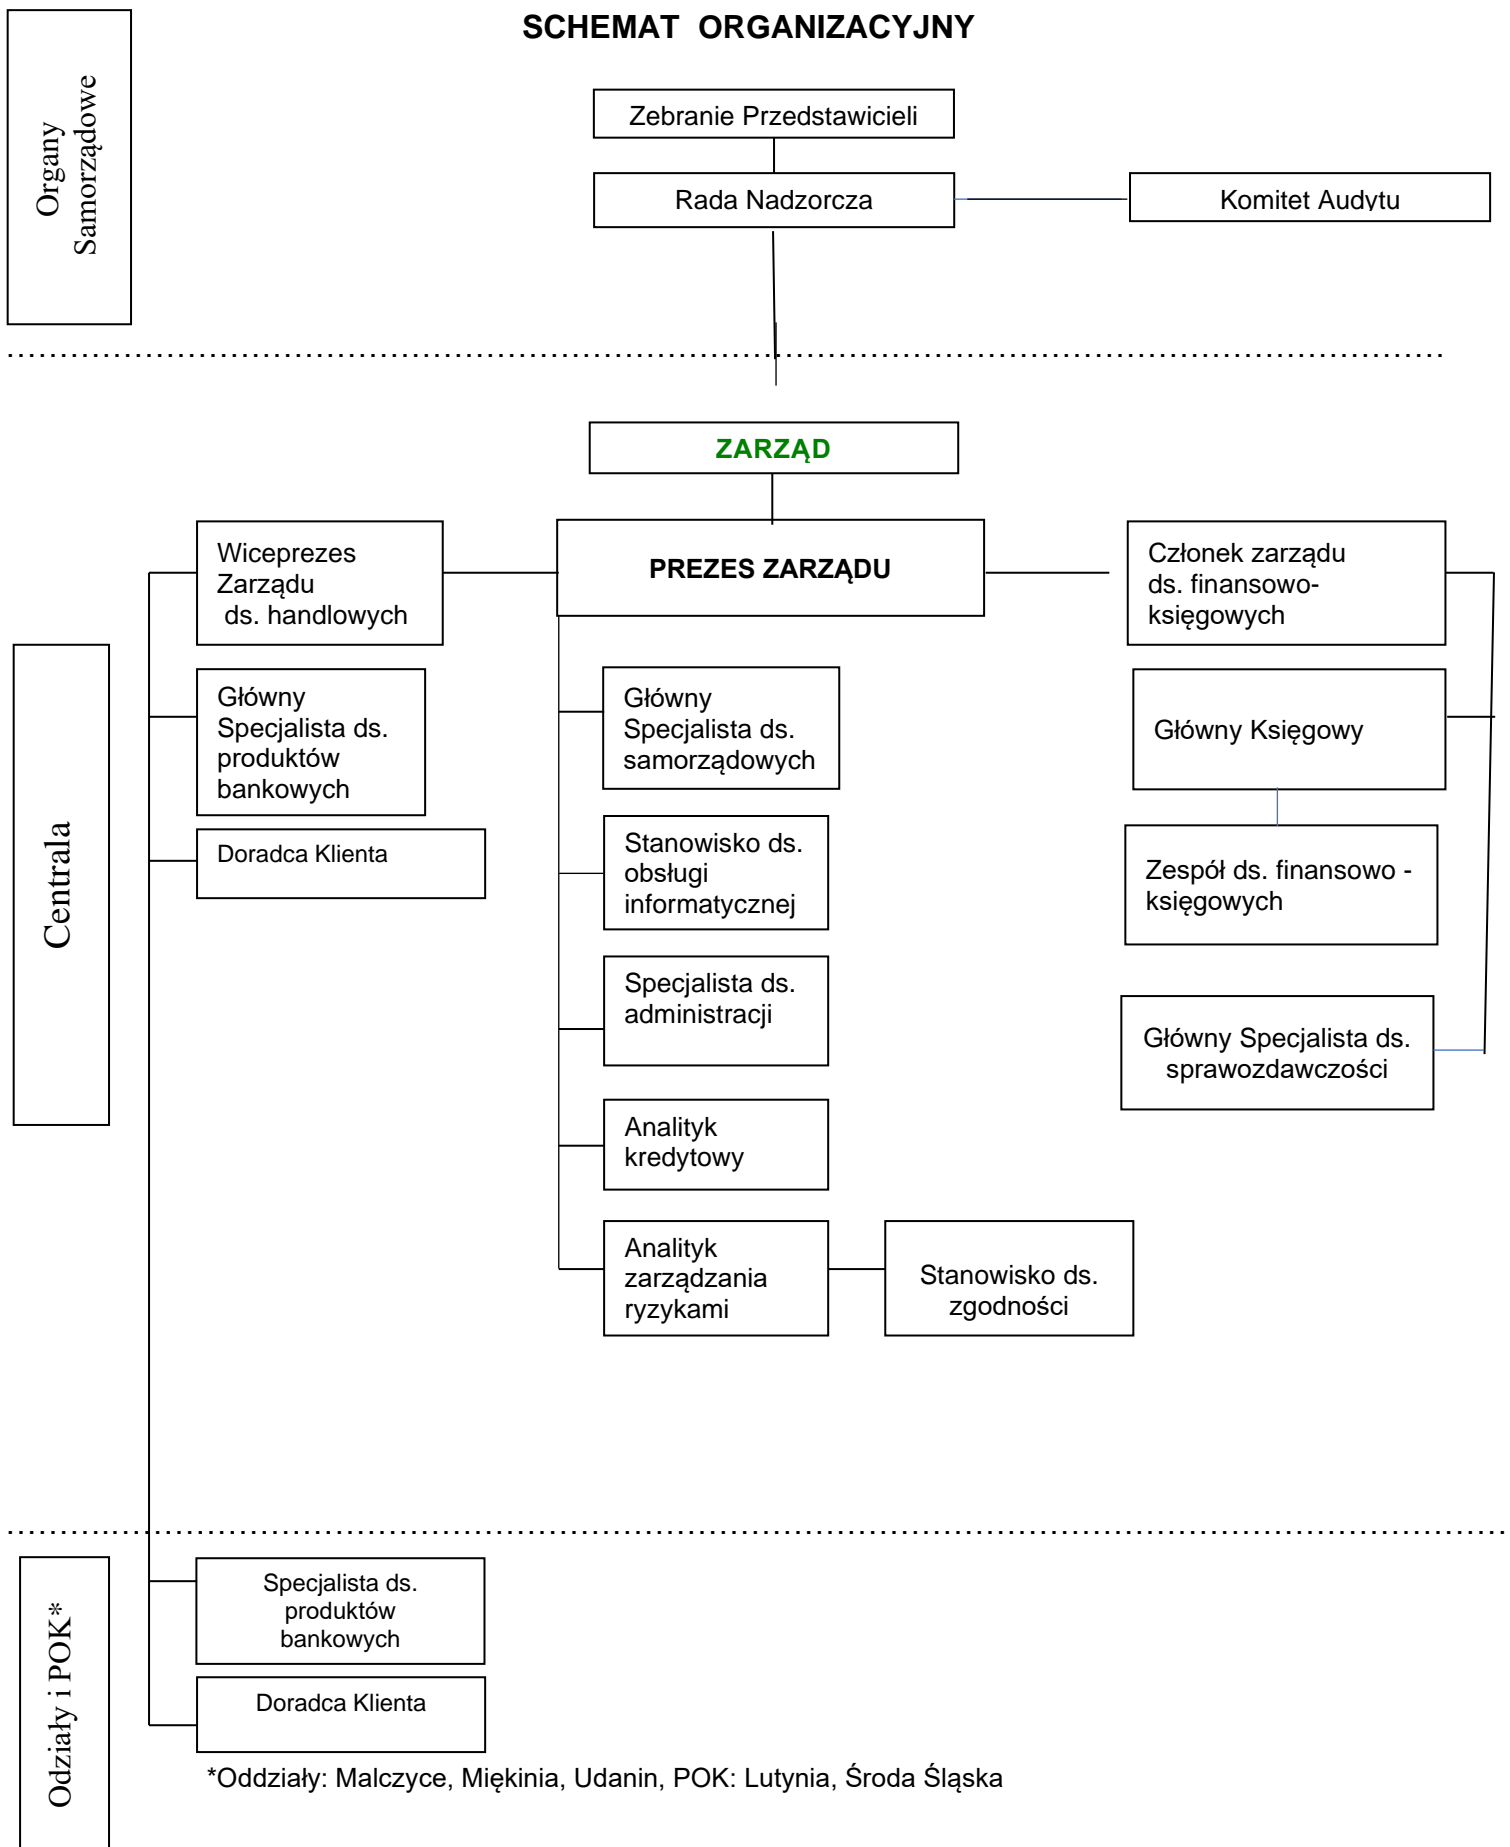 SCHEMAT ORGANIZACYJNY
Organy
Samorządowe
Zebranie Przedstawicieli
Rada Nadzorcza
Komitet Audytu
ZARZĄD
Wiceprezes
Zarządu
ds. handlowych
PREZES ZARZĄDU
Członek zarządu
ds. finansowo-
księgowych
Centrala
Główny
Specjalista ds.
produktów
bankowych
Doradca Klienta
Główny
Specjalista ds.
samorządowych
Stanowisko ds.
obsługi
informatycznej
Specjalista ds.
administracji
Analityk
kredytowy
Analityk
zarządzania
ryzykami
Stanowisko ds.
zgodności
Główny Księgowy
Zespół ds. finansowo -
księgowych
Główny Specjalista ds.
sprawozdawczości
Odziały i POK*
Specjalista ds.
produktów
bankowych
Doradca Klienta
*Oddziały: Malczyce, Miękinia, Udanin, POK: Lutynia, Środa Śląska